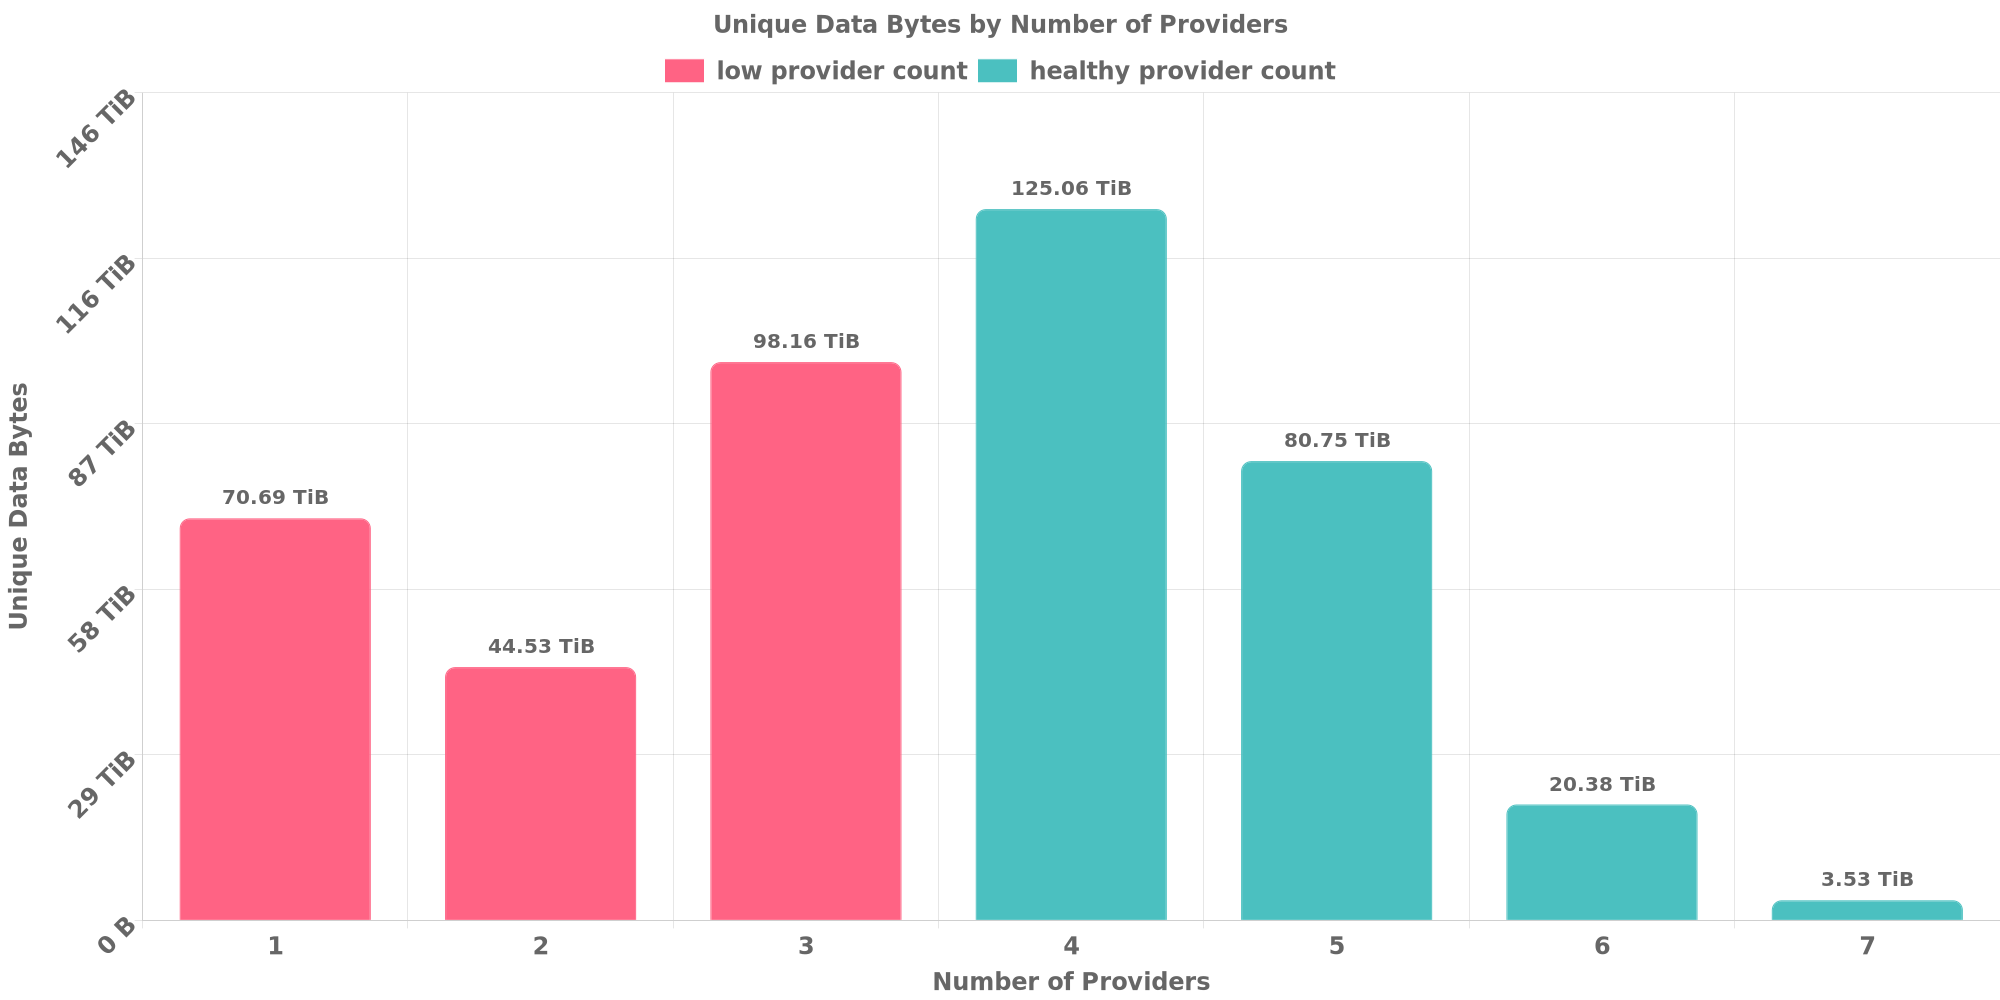 Unique Data Bytes by Number of Providers
low provider count healthy provider count
146 TiB
116 TiB
87 TiB
58 TiB
29 TiB
0 B
Unique Data Bytes
70.69 TiB
44.53 TiB
98.16 TiB
125.06 TiB
80.75 TiB
20.38 TiB
3.53 TiB
1 2 3 4 5 6 7
Number of Providers